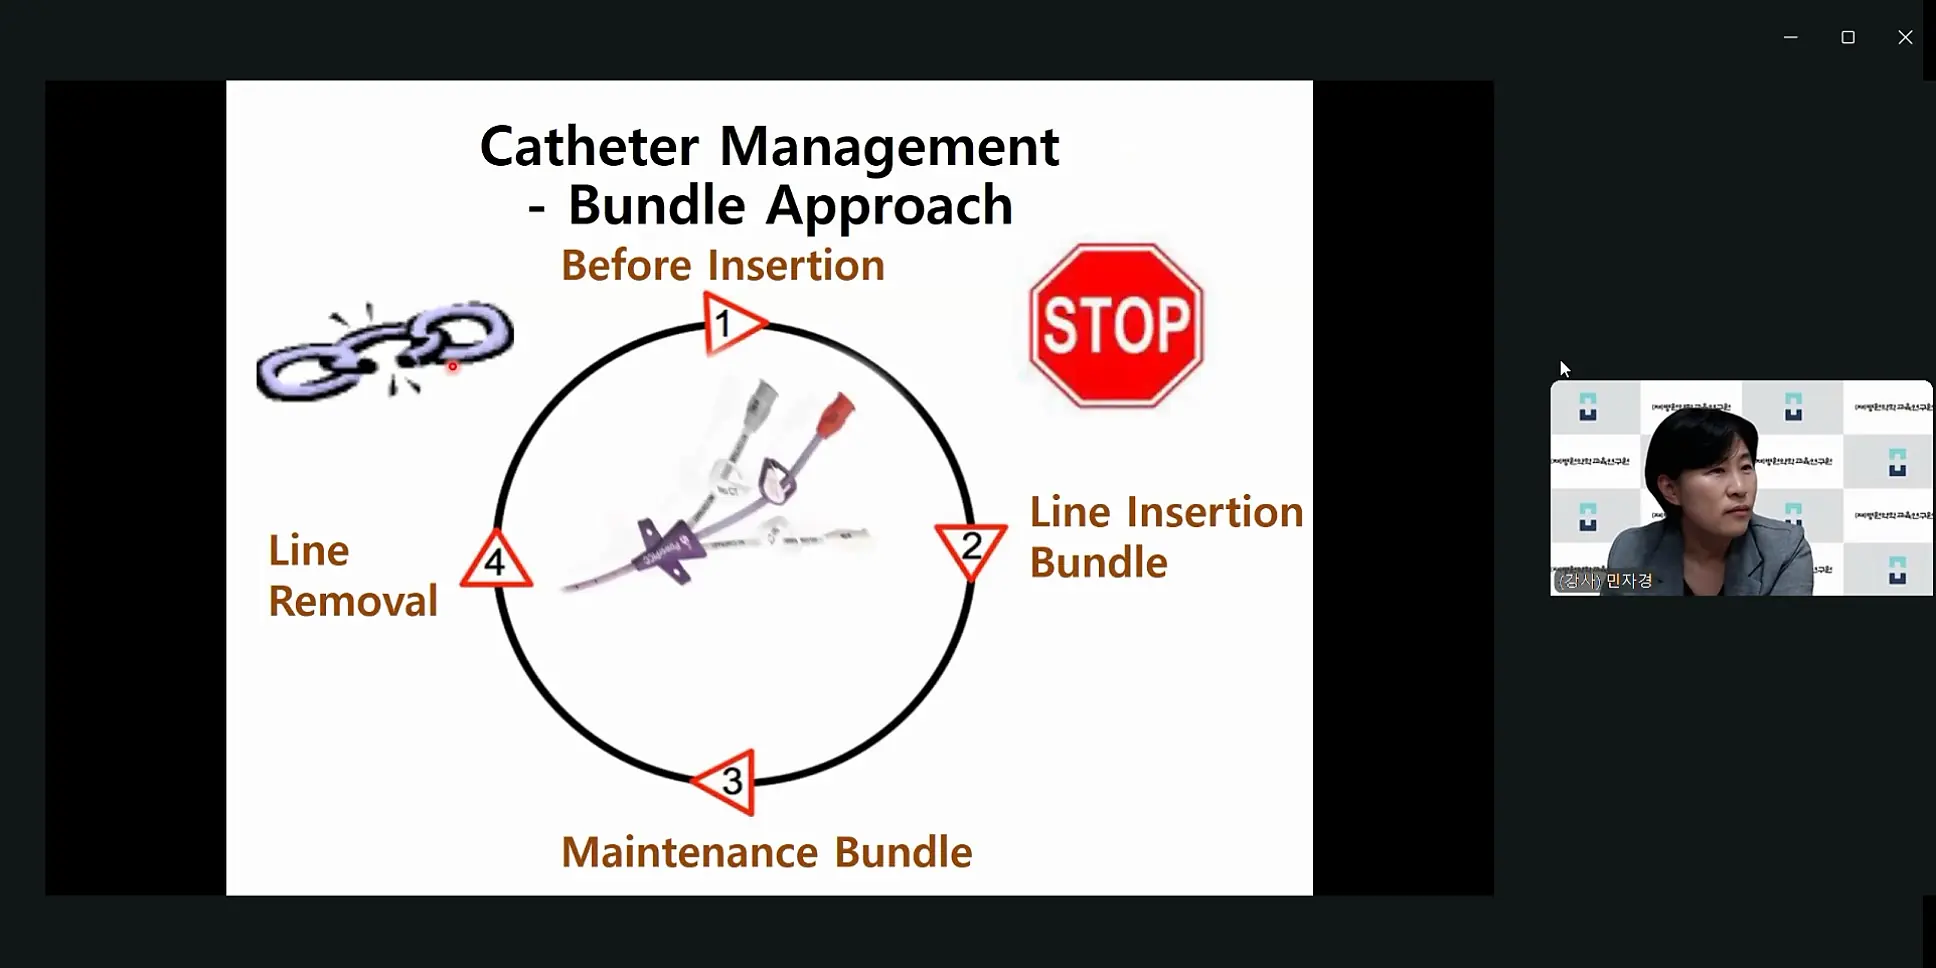 Catheter Management
- Bundle Approach
Before Insertion
STOP
1
2
3
4
Line Insertion
Bundle
Line
Removal
Maintenance Bundle
(강사) 민자경